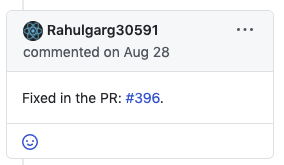 Rahulgarg30591
commented on Aug 28
Fixed in the PR: #396.